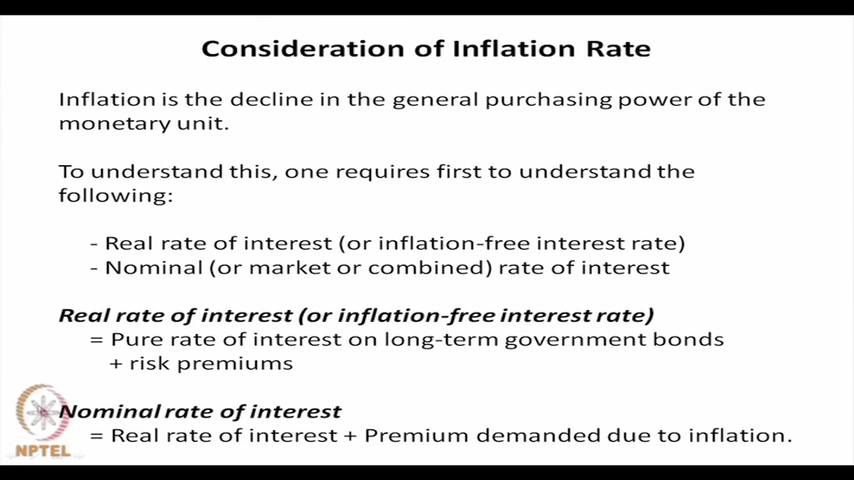 Consideration of Inflation Rate
Inflation is the decline in the general purchasing power of the
monetary unit.
To understand this, one requires first to understand the
following:
- Real rate of interest (or inflation-free interest rate)
- Nominal (or market or combined) rate of interest
Real rate of interest (or inflation-free interest rate)
= Pure rate of interest on long-term government bonds
+ risk premiums
Nominal rate of interest
= Real rate of interest + Premium demanded due to inflation.
NPTEL